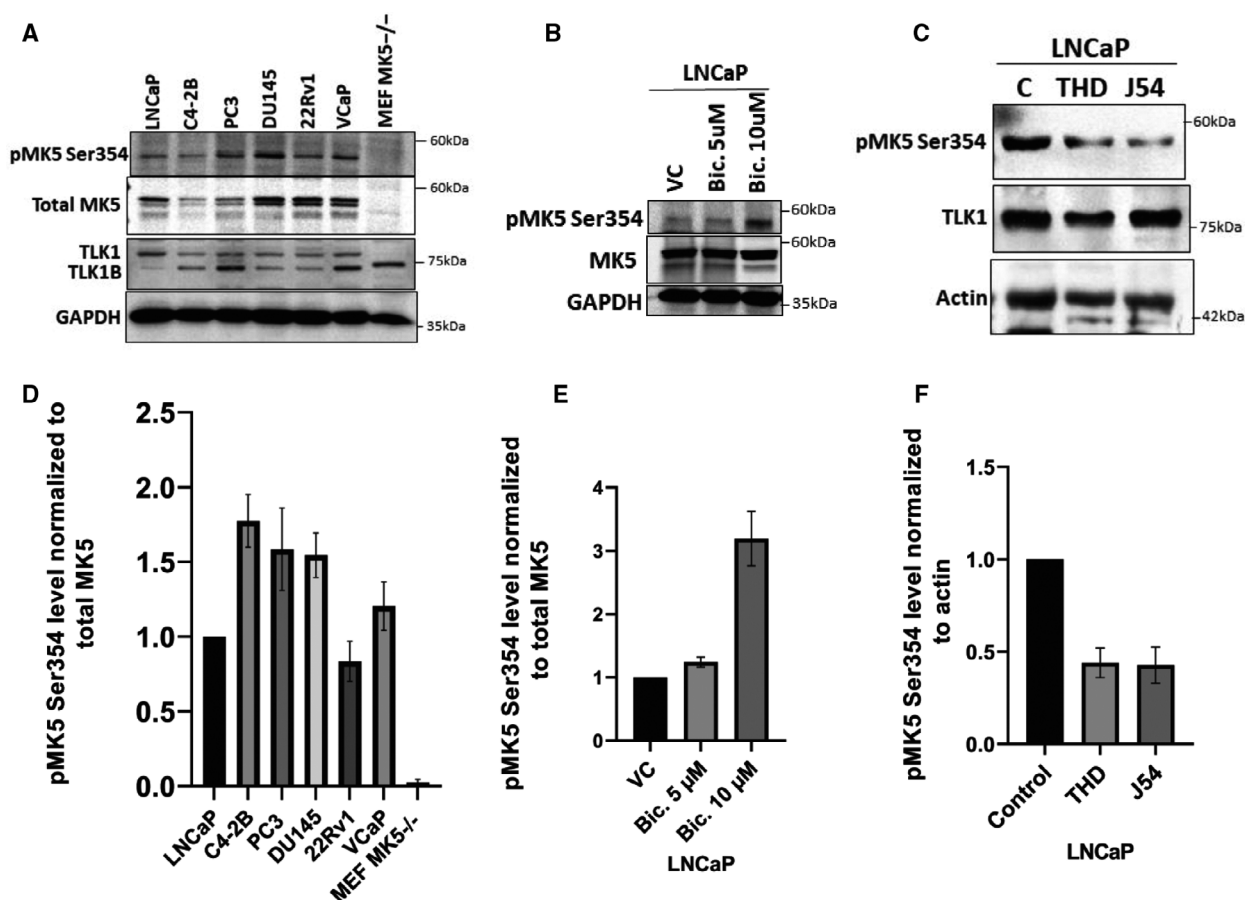 A
LNCaP
C4-2B
PC3
DU145
22Rv1
VCaP
MEF MK5−/−
pMK5 Ser354
60kDa
Total MK5
60kDa
TLK1
TLK1B
75kDa
GAPDH
35kDa
B
LNCaP
VC
Bic. 5uM
Bic. 10uM
pMK5 Ser354
60kDa
MK5
60kDa
GAPDH
35kDa
C
LNCaP
C THD J54
pMK5 Ser354
60kDa
TLK1
75kDa
Actin
42kDa
D
pMK5 Ser354 level normalized to
total MK5
2.5
2.0
1.5
1.0
0.5
0.0
LNCaP
C4-2B
PC3
DU145
22Rv1
VCaP
MEF MK5-/-
E
pMK5 Ser354 level normalized
to total MK5
4
3
2
1
0
VC
Bic. 5 µM
Bic. 10 µM
LNCaP
F
pMK5 Ser354 level normalized
to actin
1.5
1.0
0.5
0.0
Control
THD
J54
LNCaP